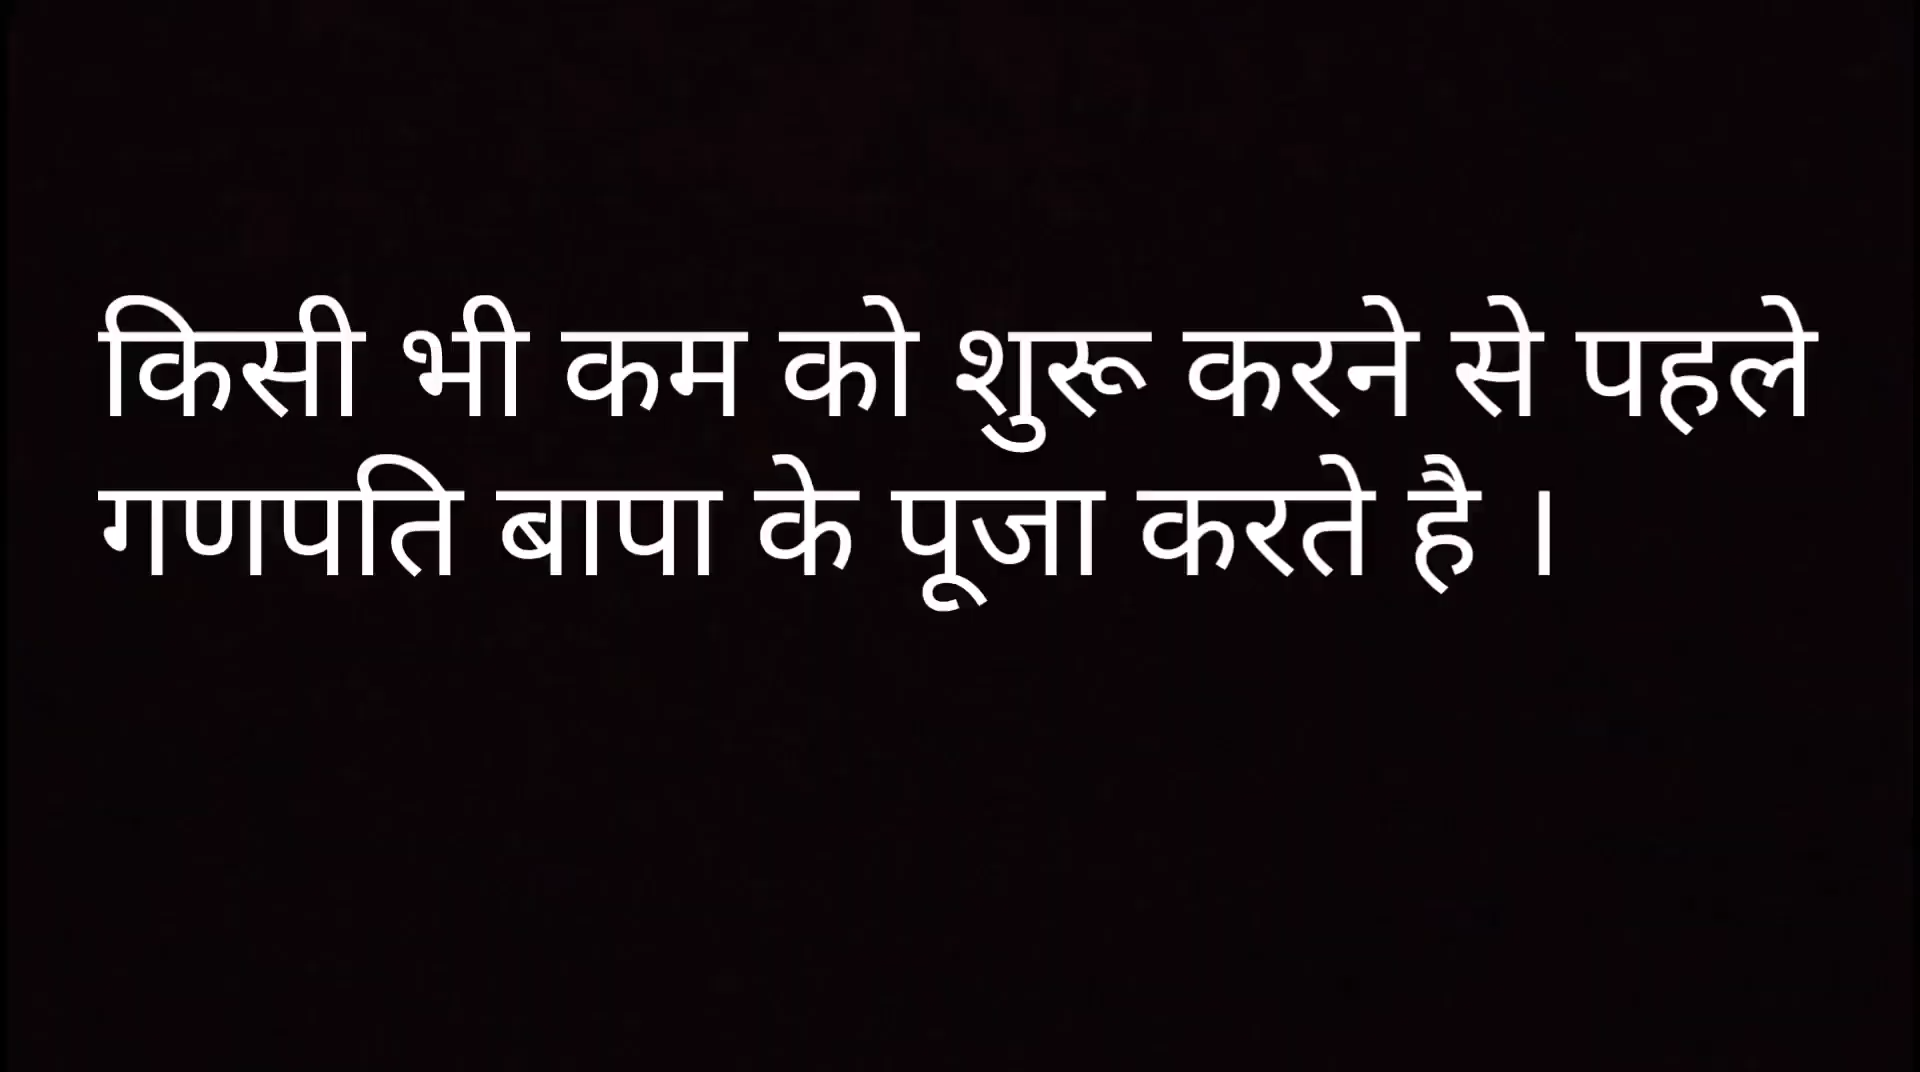 किसी भी कम को शुरू करने से पहले
गणपति बापा के पूजा करते है ।